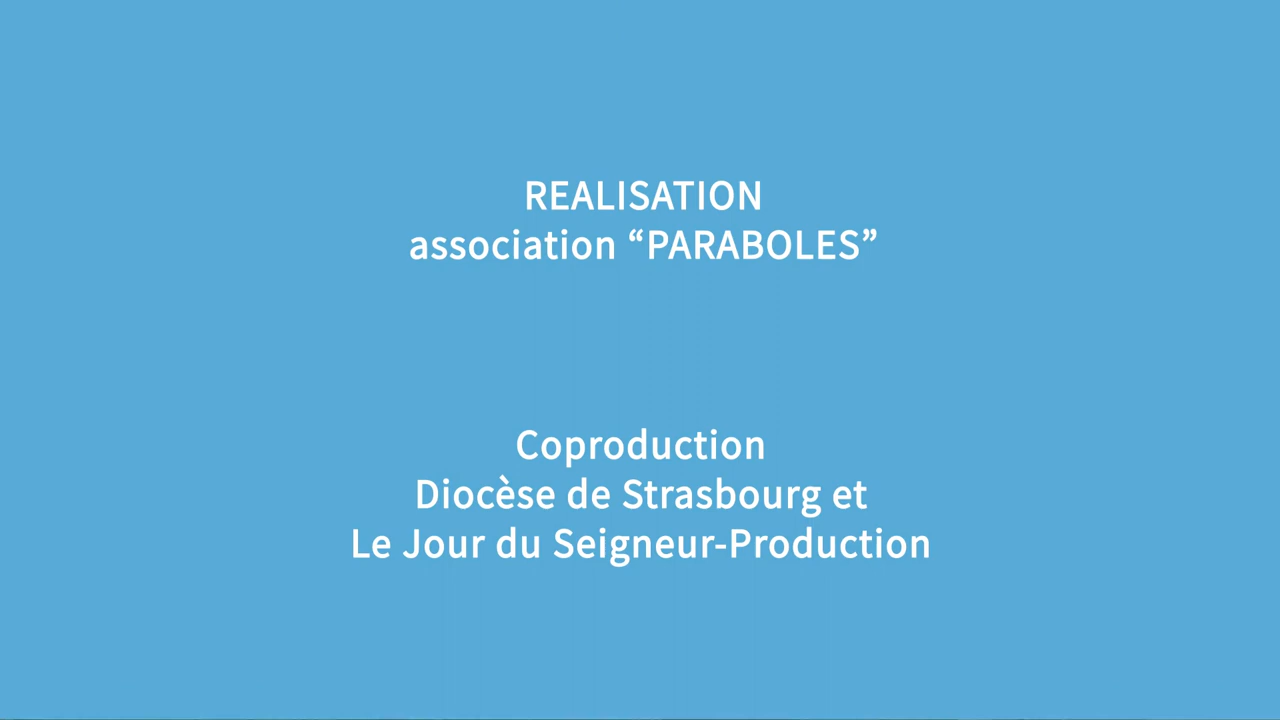 REALISATION
association “PARABOLES”
Coproduction
Diocèse de Strasbourg et
Le Jour du Seigneur-Production